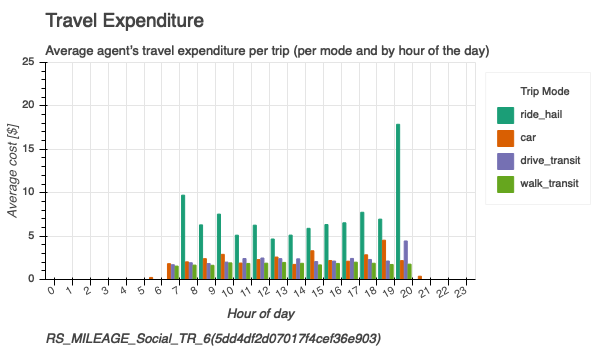 Travel Expenditure
Average agent's travel expenditure per trip (per mode and by hour of the day)
25
20
15
10
5
0
Average cost [$]
0 1 2 3 4 5 6 7 8 9 10 11 12 13 14 15 16 17 18 19 20 21 22 23
Hour of day
Trip Mode
ride_hail
car
drive_transit
walk_transit
RS_MILEAGE_Social_TR_6(5dd4df2d07017f4cef36e903)